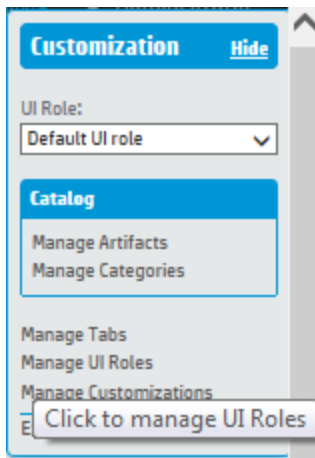 Customization Hide
UI Role:
Default UI role
Catalog
Manage Artifacts
Manage Categories
Manage Tabs
Manage UI Roles
Manage Customizations
Click to manage UI Roles